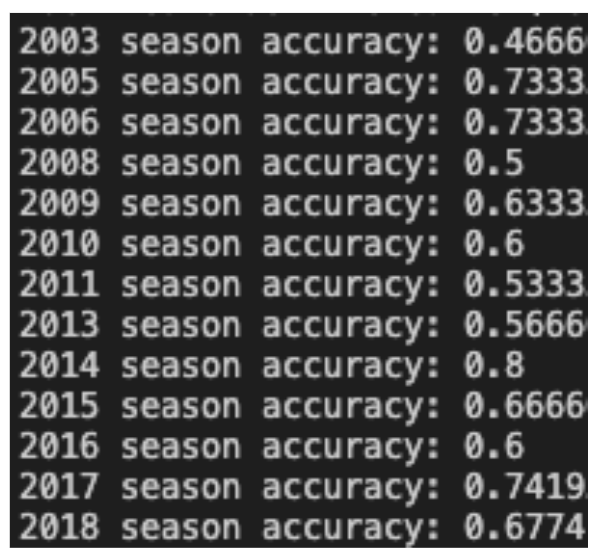 2003 season accuracy: 0.4666
2005 season accuracy: 0.7333
2006 season accuracy: 0.7333
2008 season accuracy: 0.5
2009 season accuracy: 0.6333
2010 season accuracy: 0.6
2011 season accuracy: 0.5333
2013 season accuracy: 0.5666
2014 season accuracy: 0.8
2015 season accuracy: 0.6666
2016 season accuracy: 0.6
2017 season accuracy: 0.7419
2018 season accuracy: 0.6774